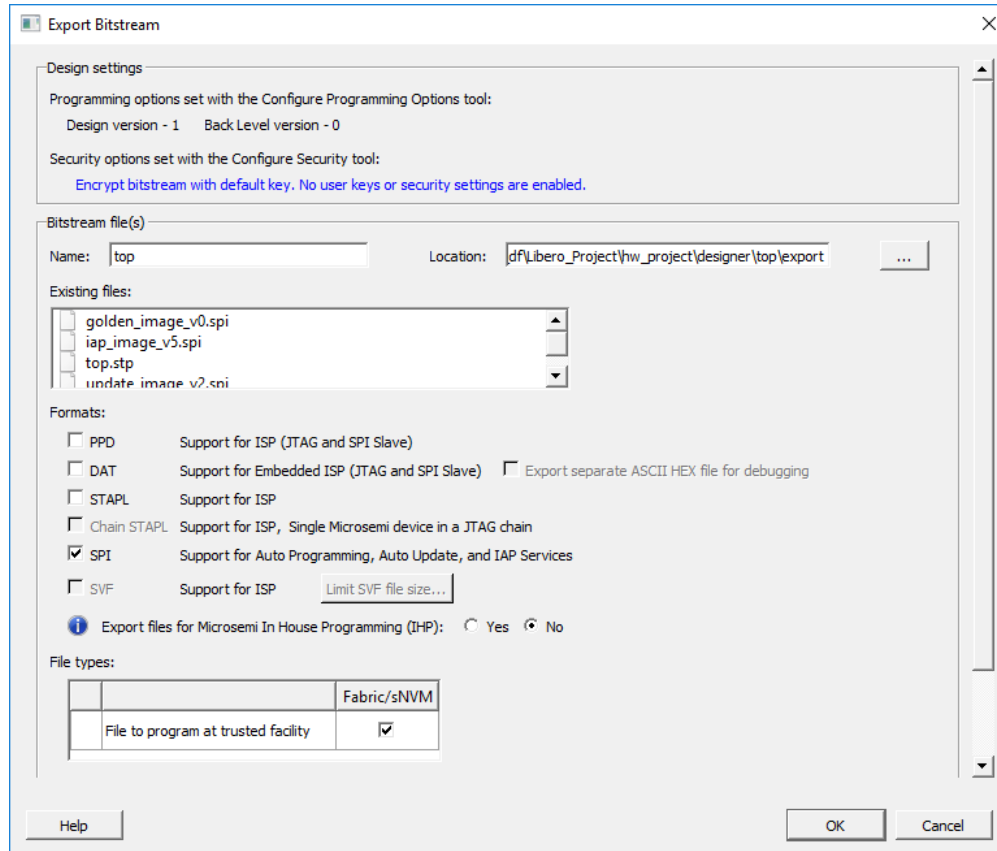 Export Bitstream
Design settings
Programming options set with the Configure Programming Options tool:
Design version - 1 Back Level version - 0
Security options set with the Configure Security tool:
Encrypt bitstream with default key. No user keys or security settings are enabled.
Bitstream file(s)
Name: top Location: df\Libero_Project\hw_project\designer\top\export ...
Existing files:
golden_image_v0.spi
iap_image_v5.spi
top.stp
update_image_v2.spi
Formats:
PPD Support for ISP (JTAG and SPI Slave)
DAT Support for Embedded ISP (JTAG and SPI Slave) Export separate ASCII HEX file for debugging
STAPL Support for ISP
Chain STAPL Support for ISP, Single Microsemi device in a JTAG chain
SPI Support for Auto Programming, Auto Update, and IAP Services
SVF Support for ISP Limit SVF file size...
Export files for Microsemi In House Programming (IHP): Yes No
File types:
Fabric/sNVM
File to program at trusted facility
Help OK Cancel